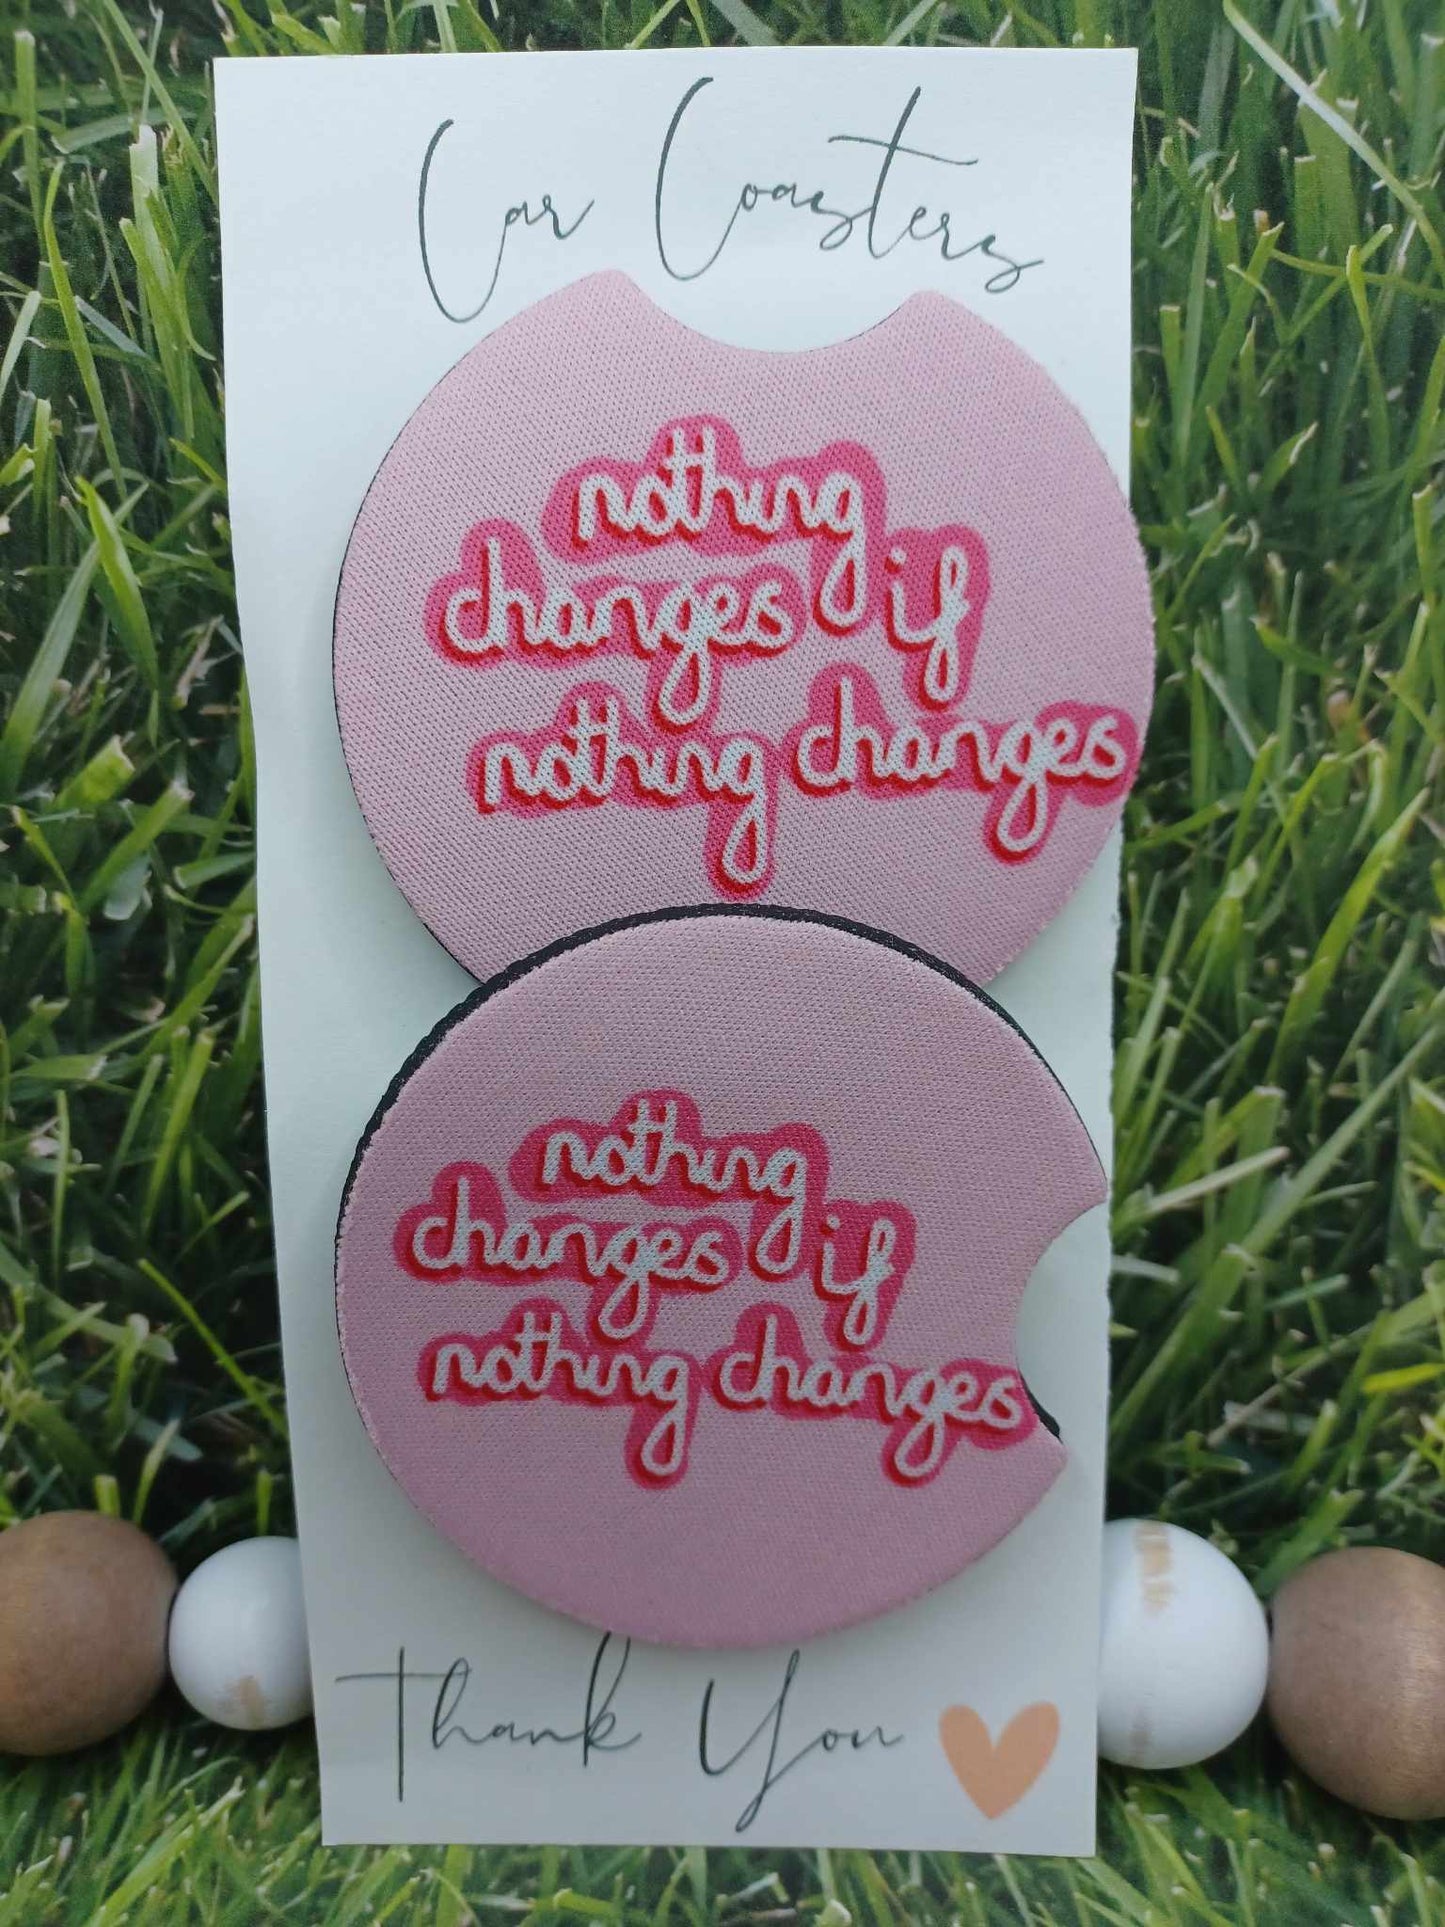 Car Coasters
nothing
changes if
nothing changes
nothing
changes if
nothing changes
Thank You